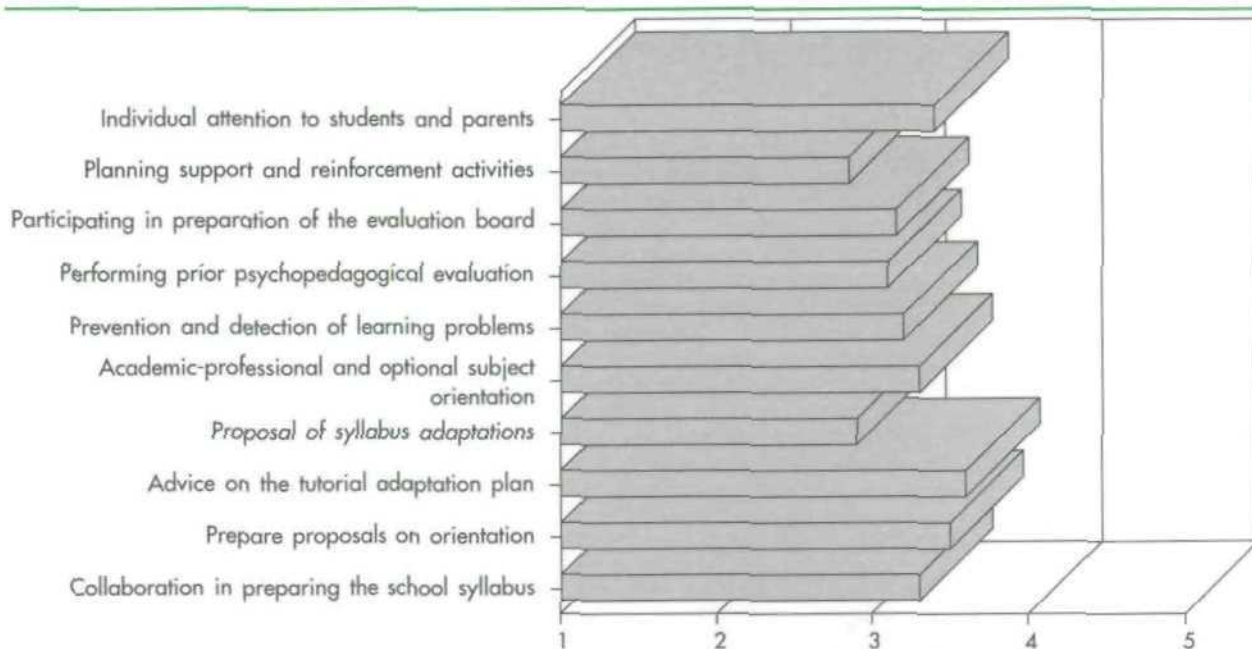 Individual attention to students and parents
Planning support and reinforcement activities
Participating in preparation of the evaluation board
Performing prior psychopedagogical evaluation
Prevention and detection of learning problems
Academic-professional and optional subject
orientation
Proposal of syllabus adaptations
Advice on the tutorial adaptation plan
Prepare proposals on orientation
Collaboration in preparing the school syllabus
1 2 3 4 5